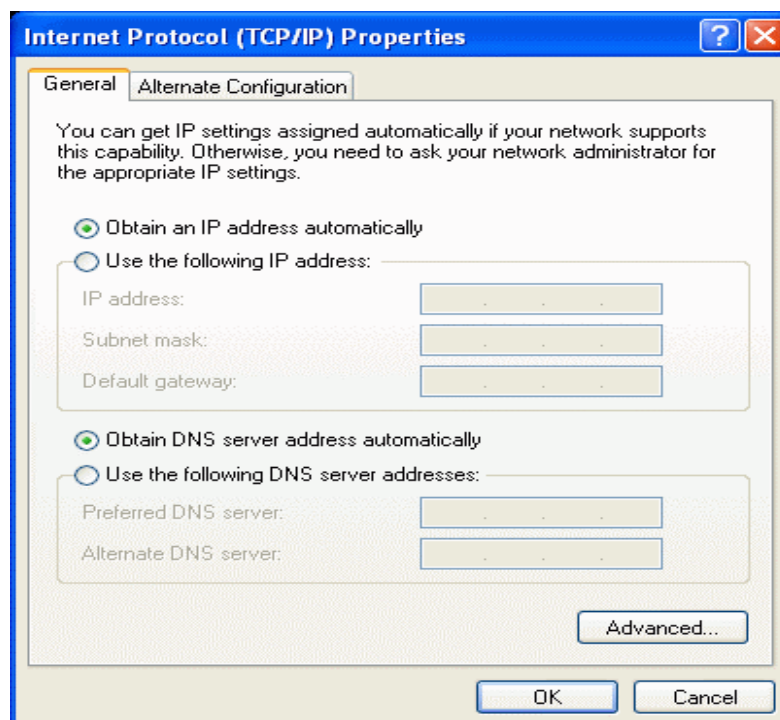 Internet Protocol (TCP/IP) Properties
General
Alternate Configuration
You can get IP settings assigned automatically if your network supports
this capability. Otherwise, you need to ask your network administrator for
the appropriate IP settings.
Obtain an IP address automatically
Use the following IP address:
IP address:
Subnet mask:
Default gateway:
Obtain DNS server address automatically
Use the following DNS server addresses:
Preferred DNS server:
Alternate DNS server:
Advanced...
OK
Cancel